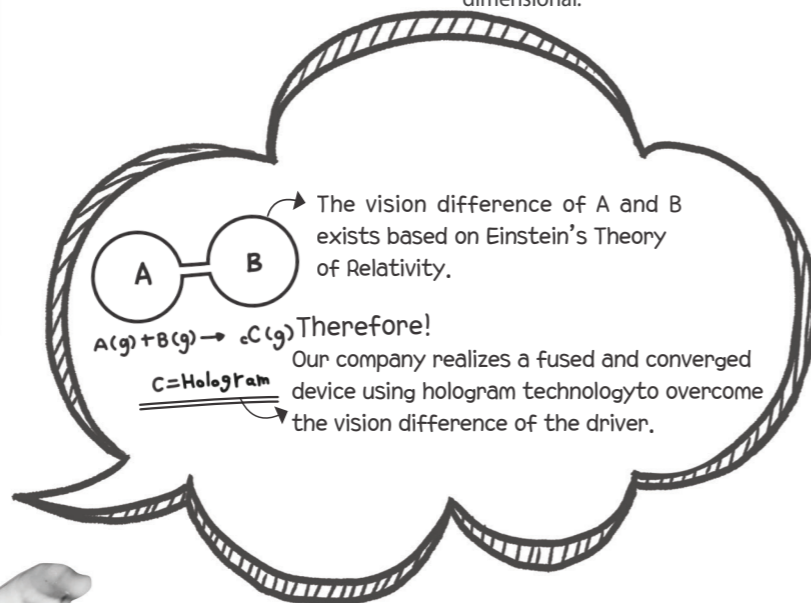 dimensional.
The vision difference of A and B
exists based on Einstein's Theory
of Relativity.
A
B
A(g)+B(g)→ cC(g)
Therefore!
C=Hologram
Our company realizes a fused and converged
device using hologram technologyto overcome
the vision difference of the driver.